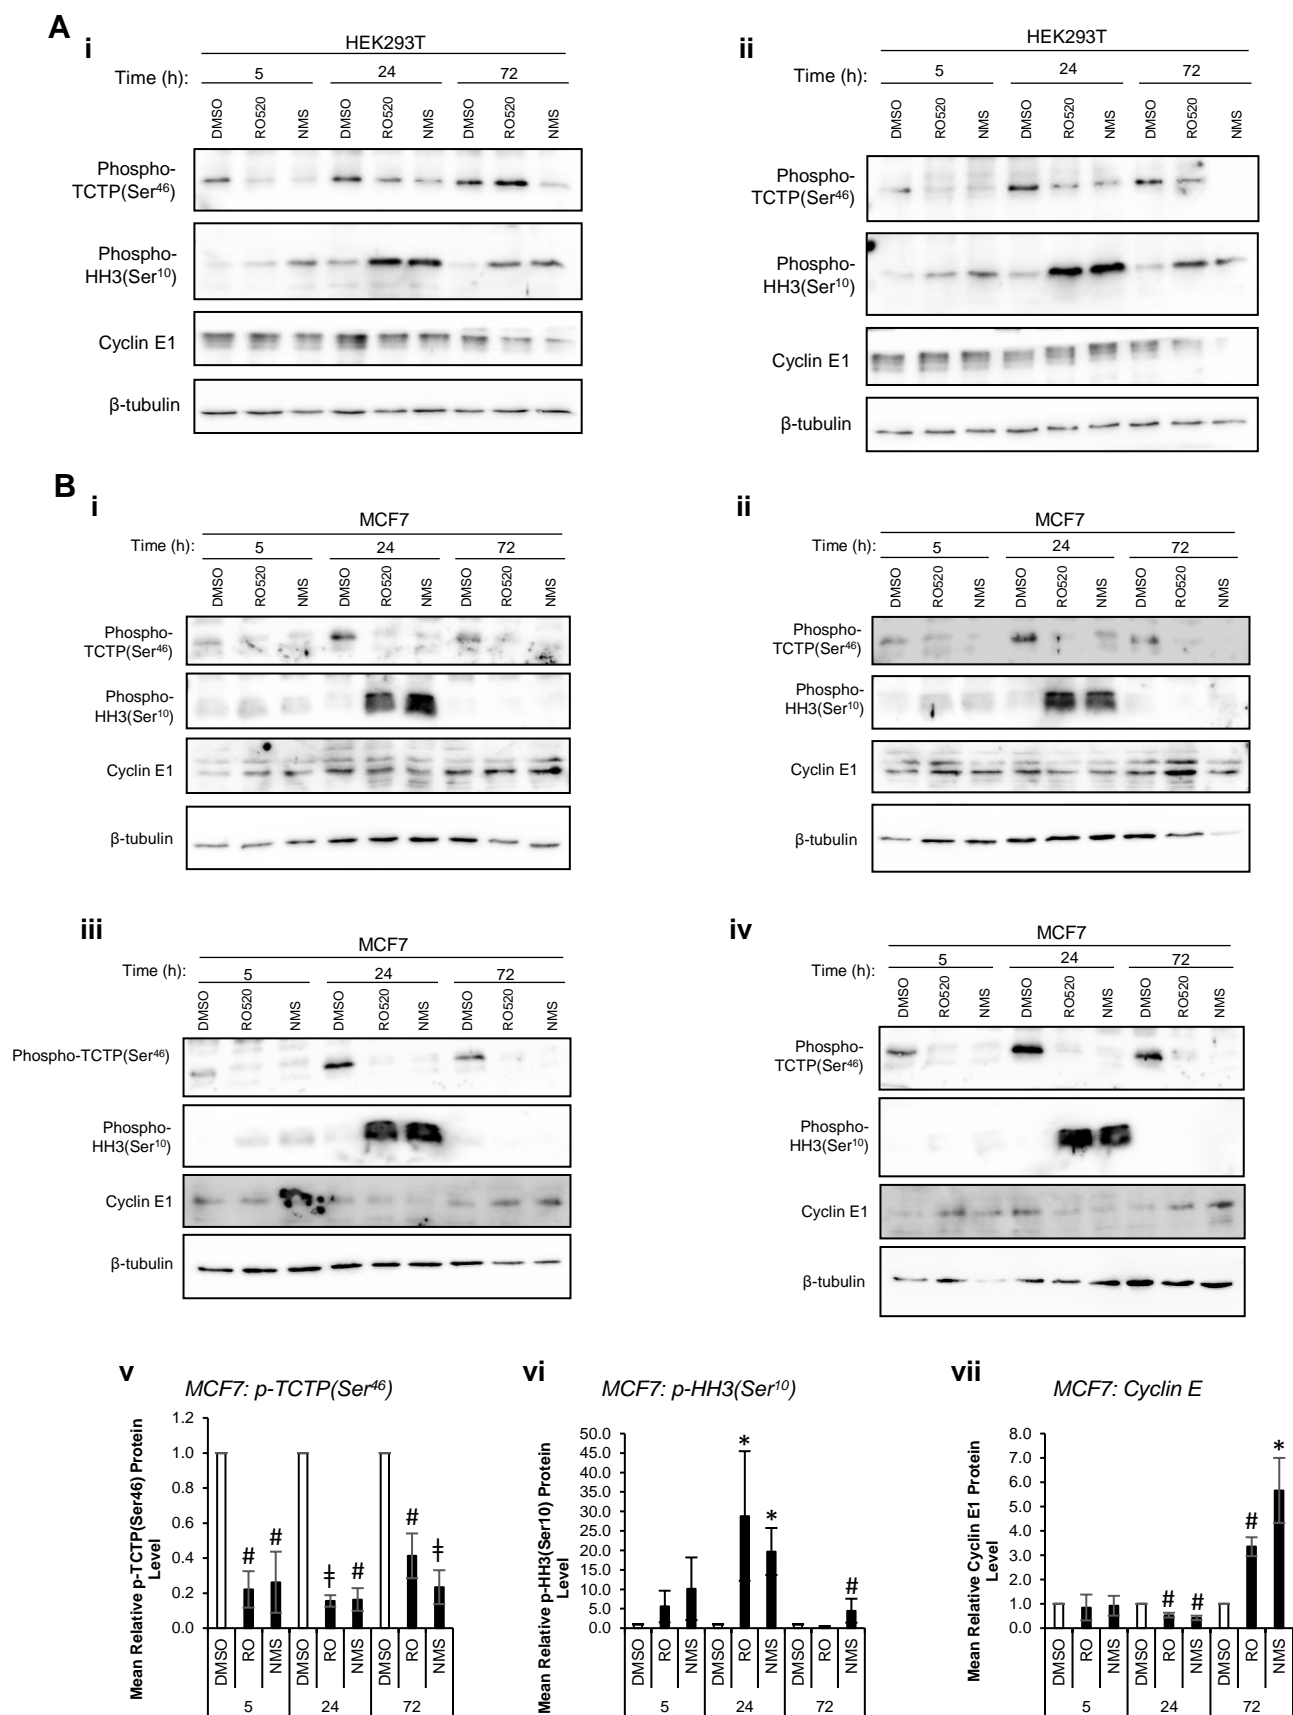 A
i
HEK293T
Time (h): 5 24 72
DMSO RO520 NMS DMSO RO520 NMS DMSO RO520 NMS
Phospho-
TCTP(Ser⁴⁶)
Phospho-
HH3(Ser¹⁰)
Cyclin E1
β-tubulin
ii
HEK293T
Time (h): 5 24 72
DMSO RO520 NMS DMSO RO520 NMS DMSO RO520 NMS
Phospho-
TCTP(Ser⁴⁶)
Phospho-
HH3(Ser¹⁰)
Cyclin E1
β-tubulin
B
i
MCF7
Time (h): 5 24 72
DMSO RO520 NMS DMSO RO520 NMS DMSO RO520 NMS
Phospho-
TCTP(Ser⁴⁶)
Phospho-
HH3(Ser¹⁰)
Cyclin E1
β-tubulin
ii
MCF7
Time (h): 5 24 72
DMSO RO520 NMS DMSO RO520 NMS DMSO RO520 NMS
Phospho-
TCTP(Ser⁴⁶)
Phospho-
HH3(Ser¹⁰)
Cyclin E1
β-tubulin
iii
MCF7
Time (h): 5 24 72
DMSO RO520 NMS DMSO RO520 NMS DMSO RO520 NMS
Phospho-TCTP(Ser⁴⁶)
Phospho-
HH3(Ser¹⁰)
Cyclin E1
β-tubulin
iv
MCF7
Time (h): 5 24 72
DMSO RO520 NMS DMSO RO520 NMS DMSO RO520 NMS
Phospho-
TCTP(Ser⁴⁶)
Phospho-
HH3(Ser¹⁰)
Cyclin E1
β-tubulin
v
MCF7: p-TCTP(Ser⁴⁶)
Mean Relative p-TCTP(Ser46) Protein
Level
1.2
1.0
0.8
0.6
0.4
0.2
0.0
# # ǂ # # ǂ
DMSO RO NMS DMSO RO NMS DMSO RO NMS
5 24 72
vi
MCF7: p-HH3(Ser¹⁰)
Mean Relative p-HH3(Ser10) Protein
Level
50.0
45.0
40.0
35.0
30.0
25.0
20.0
15.0
10.0
5.0
0.0
* * #
DMSO RO NMS DMSO RO NMS DMSO RO NMS
5 24 72
vii
MCF7: Cyclin E
Mean Relative Cyclin E1 Protein
Level
8.0
7.0
6.0
5.0
4.0
3.0
2.0
1.0
0.0
# # # *
DMSO RO NMS DMSO RO NMS DMSO RO NMS
5 24 72